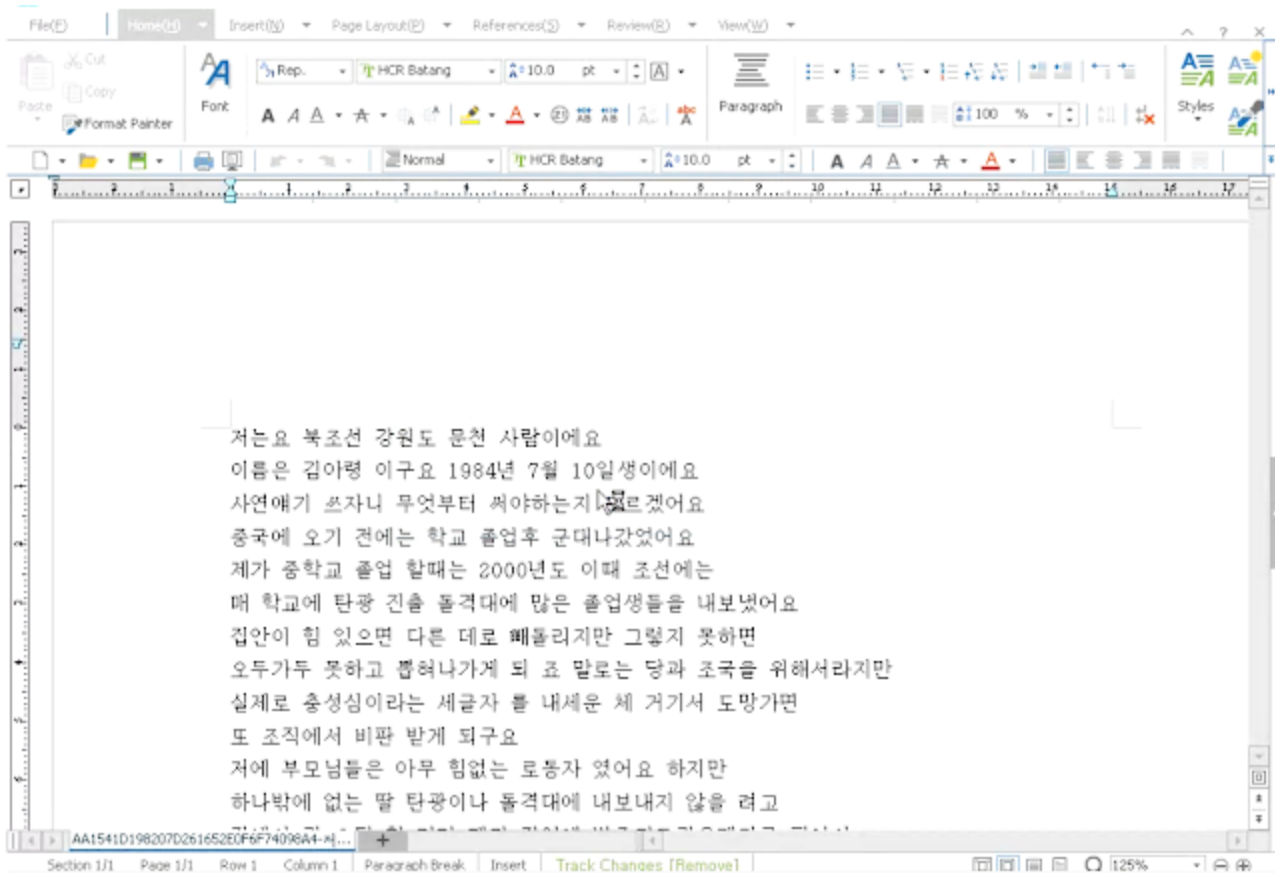 File(F) Home(H) Insert(N) Page Layout(P) References(S) Review(R) View(W)
Cut
Copy
Paste
Format Painter
Font
Rep. HCR Batang 10.0 pt
Paragraph
100 %
Styles
Normal HCR Batang 10.0 pt
저는요 북조선 강원도 문천 사람이에요
이름은 김아령 이구요 1984년 7월 10일생이에요
사연얘기 쓰자니 무엇부터 써야하는지 모르겠어요
중국에 오기 전에는 학교 졸업후 군대나갔었어요
제가 중학교 졸업 할때는 2000년도 이때 조선에는
매 학교에 탄광 진출 돌격대에 많은 졸업생들을 내보냈어요
집안이 힘 있으면 다른 데로 빼돌리지만 그렇지 못하면
오두가두 못하고 뽑혀나가게 되 죠 말로는 당과 조국을 위해서라지만
실제로 충성심이라는 세글자 를 내세운 체 거기서 도망가면
또 조직에서 비판 받게 되구요
저에 부모님들은 아무 힘없는 로동자 였어요 하지만
하나밖에 없는 딸 탄광이나 돌격대에 내보내지 않을 려고
AA1541D198207D261652E0F6F74098A4-서...
Section 1/1 Page 1/1 Row 1 Column 1 Paragraph Break Insert Track Changes [Remove] 125%